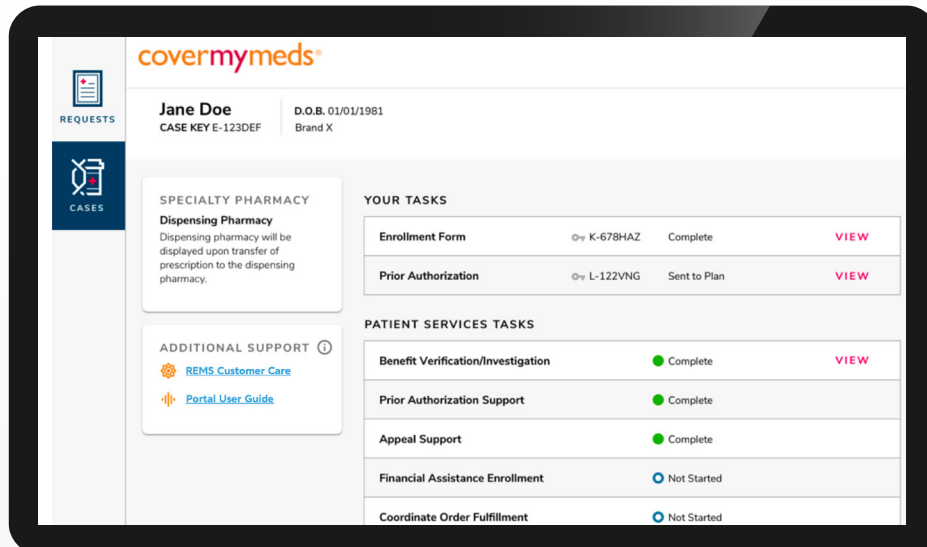 covermymeds®
REQUESTS
CASES
Jane Doe
CASE KEY E-123DEF
D.O.B. 01/01/1981
Brand X
SPECIALTY PHARMACY
Dispensing Pharmacy
Dispensing pharmacy will be
displayed upon transfer of
prescription to the dispensing
pharmacy.
ADDITIONAL SUPPORT
REMS Customer Care
Portal User Guide
YOUR TASKS
Enrollment Form K-678HAZ Complete VIEW
Prior Authorization L-122VNG Sent to Plan VIEW
PATIENT SERVICES TASKS
Benefit Verification/Investigation Complete VIEW
Prior Authorization Support Complete
Appeal Support Complete
Financial Assistance Enrollment Not Started
Coordinate Order Fulfillment Not Started